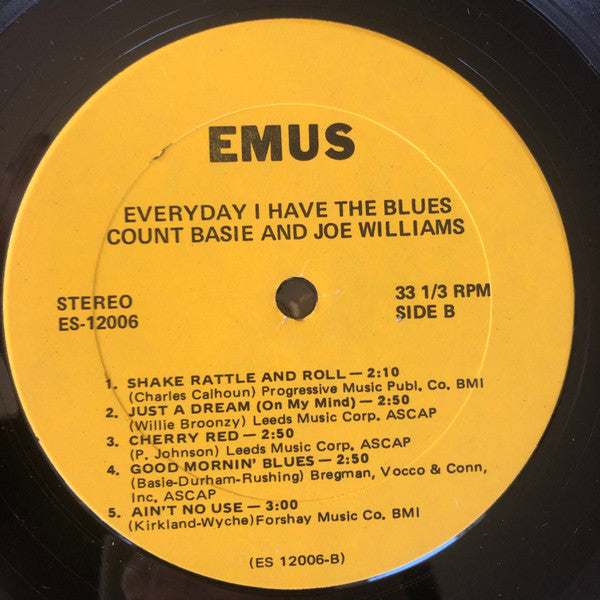 EMUS
EVERYDAY I HAVE THE BLUES
COUNT BASIE AND JOE WILLIAMS
STEREO
ES-12006
33 1/3 RPM
SIDE B
1. SHAKE RATTLE AND ROLL — 2:10
(Charles Calhoun) Progressive Music Publ. Co. BMI
2. JUST A DREAM (On My Mind) — 2:50
(Willie Broonzy) Leeds Music Corp. ASCAP
3. CHERRY RED — 2:50
(P. Johnson) Leeds Music Corp. ASCAP
4. GOOD MORNIN' BLUES — 2:50
(Basie-Durham-Rushing) Bregman, Vocco & Conn,
Inc. ASCAP
5. AIN'T NO USE — 3:00
(Kirkland-Wyche) Forshay Music Co. BMI
(ES 12006-B)